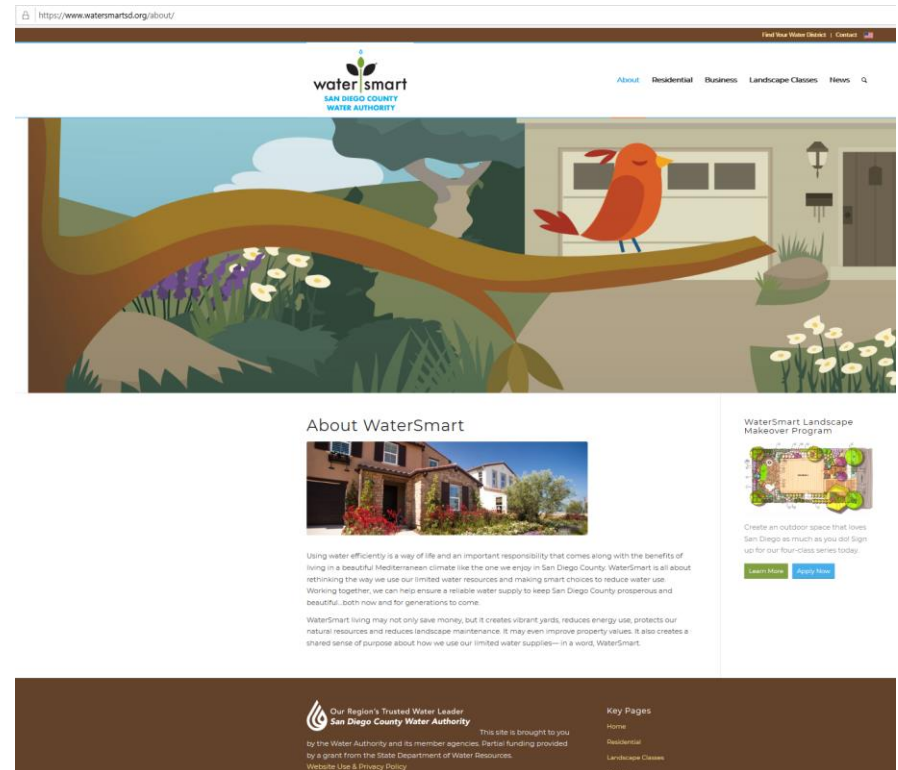 https://www.watersmartsd.org/about/
Find Your Water District | Contact
water smart
SAN DIEGO COUNTY
WATER AUTHORITY
About Residential Business Landscape Classes News
About WaterSmart
Using water efficiently is a way of life and an important responsibility that comes along with the benefits of
living in a beautiful Mediterranean climate like the one we enjoy in San Diego County. WaterSmart is all about
rethinking the way we use our limited water resources and making smart choices to reduce water use.
Working together, we can help ensure a reliable water supply to keep San Diego County prosperous and
beautiful...both now and for generations to come.
WaterSmart living may not only save money, but it creates vibrant yards, reduces energy use, protects our
natural resources and reduces landscape maintenance. It may even improve property values. It also creates a
shared sense of purpose about how we use our limited water supplies— in a word, WaterSmart.
WaterSmart Landscape
Makeover Program
Create an outdoor space that loves
San Diego as much as you do! Sign
up for our four-class series today.
Learn More Apply Now
Our Region's Trusted Water Leader
San Diego County Water Authority
This site is brought to you
by the Water Authority and its member agencies. Partial funding provided
by a grant from the State Department of Water Resources.
Website Use & Privacy Policy
Key Pages
Home
Residential
Landscape Classes